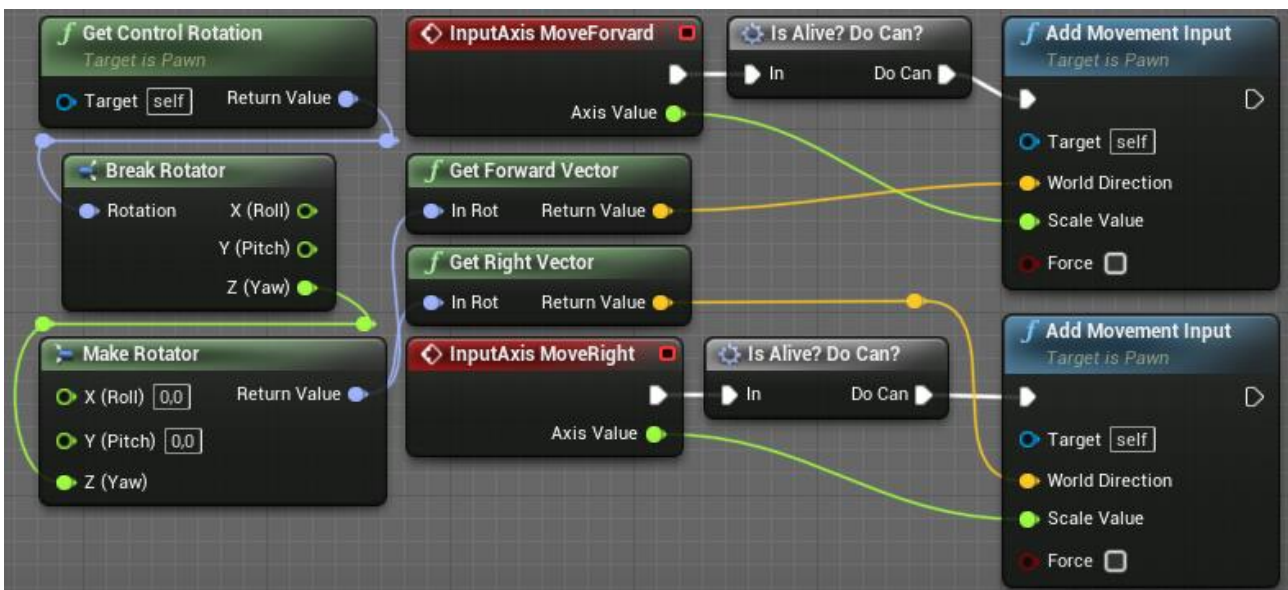 Get Control Rotation
Target is Pawn
Target self Return Value
Break Rotator
Rotation X (Roll)
Y (Pitch)
Z (Yaw)
Make Rotator
X (Roll) 0,0 Return Value
Y (Pitch) 0,0
Z (Yaw)
InputAxis MoveForvard
Axis Value
Is Alive? Do Can?
In Do Can
Get Forward Vector
In Rot Return Value
Get Right Vector
In Rot Return Value
InputAxis MoveRight
Axis Value
Is Alive? Do Can?
In Do Can
Add Movement Input
Target is Pawn
Target self
World Direction
Scale Value
Force
Add Movement Input
Target is Pawn
Target self
World Direction
Scale Value
Force